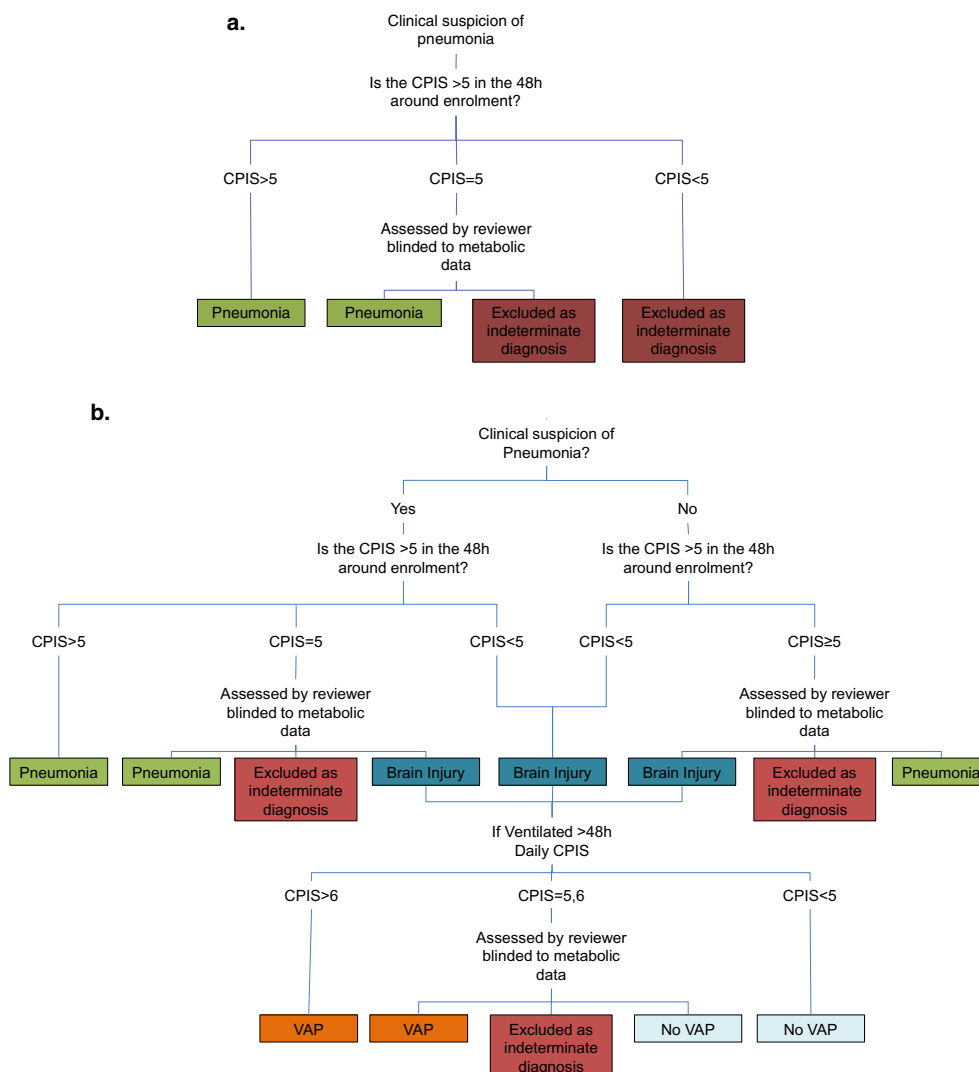 a.
Clinical suspicion of
pneumonia
Is the CPIS >5 in the 48h
around enrolment?
CPIS>5
CPIS=5
CPIS<5
Assessed by reviewer
blinded to metabolic
data
Pneumonia
Pneumonia
Excluded as
indeterminate
diagnosis
Excluded as
indeterminate
diagnosis
b.
Clinical suspicion of
Pneumonia?
Yes
No
Is the CPIS >5 in the 48h
around enrolment?
Is the CPIS >5 in the 48h
around enrolment?
CPIS>5
CPIS=5
CPIS<5
CPIS<5
CPIS≥5
Assessed by reviewer
blinded to metabolic
data
Assessed by reviewer
blinded to metabolic
data
Pneumonia
Pneumonia
Excluded as
indeterminate
diagnosis
Brain Injury
Brain Injury
Brain Injury
Excluded as
indeterminate
diagnosis
Pneumonia
If Ventilated >48h
Daily CPIS
CPIS>6
CPIS=5,6
CPIS<5
Assessed by reviewer
blinded to metabolic
data
VAP
VAP
Excluded as
indeterminate
diagnosis
No VAP
No VAP